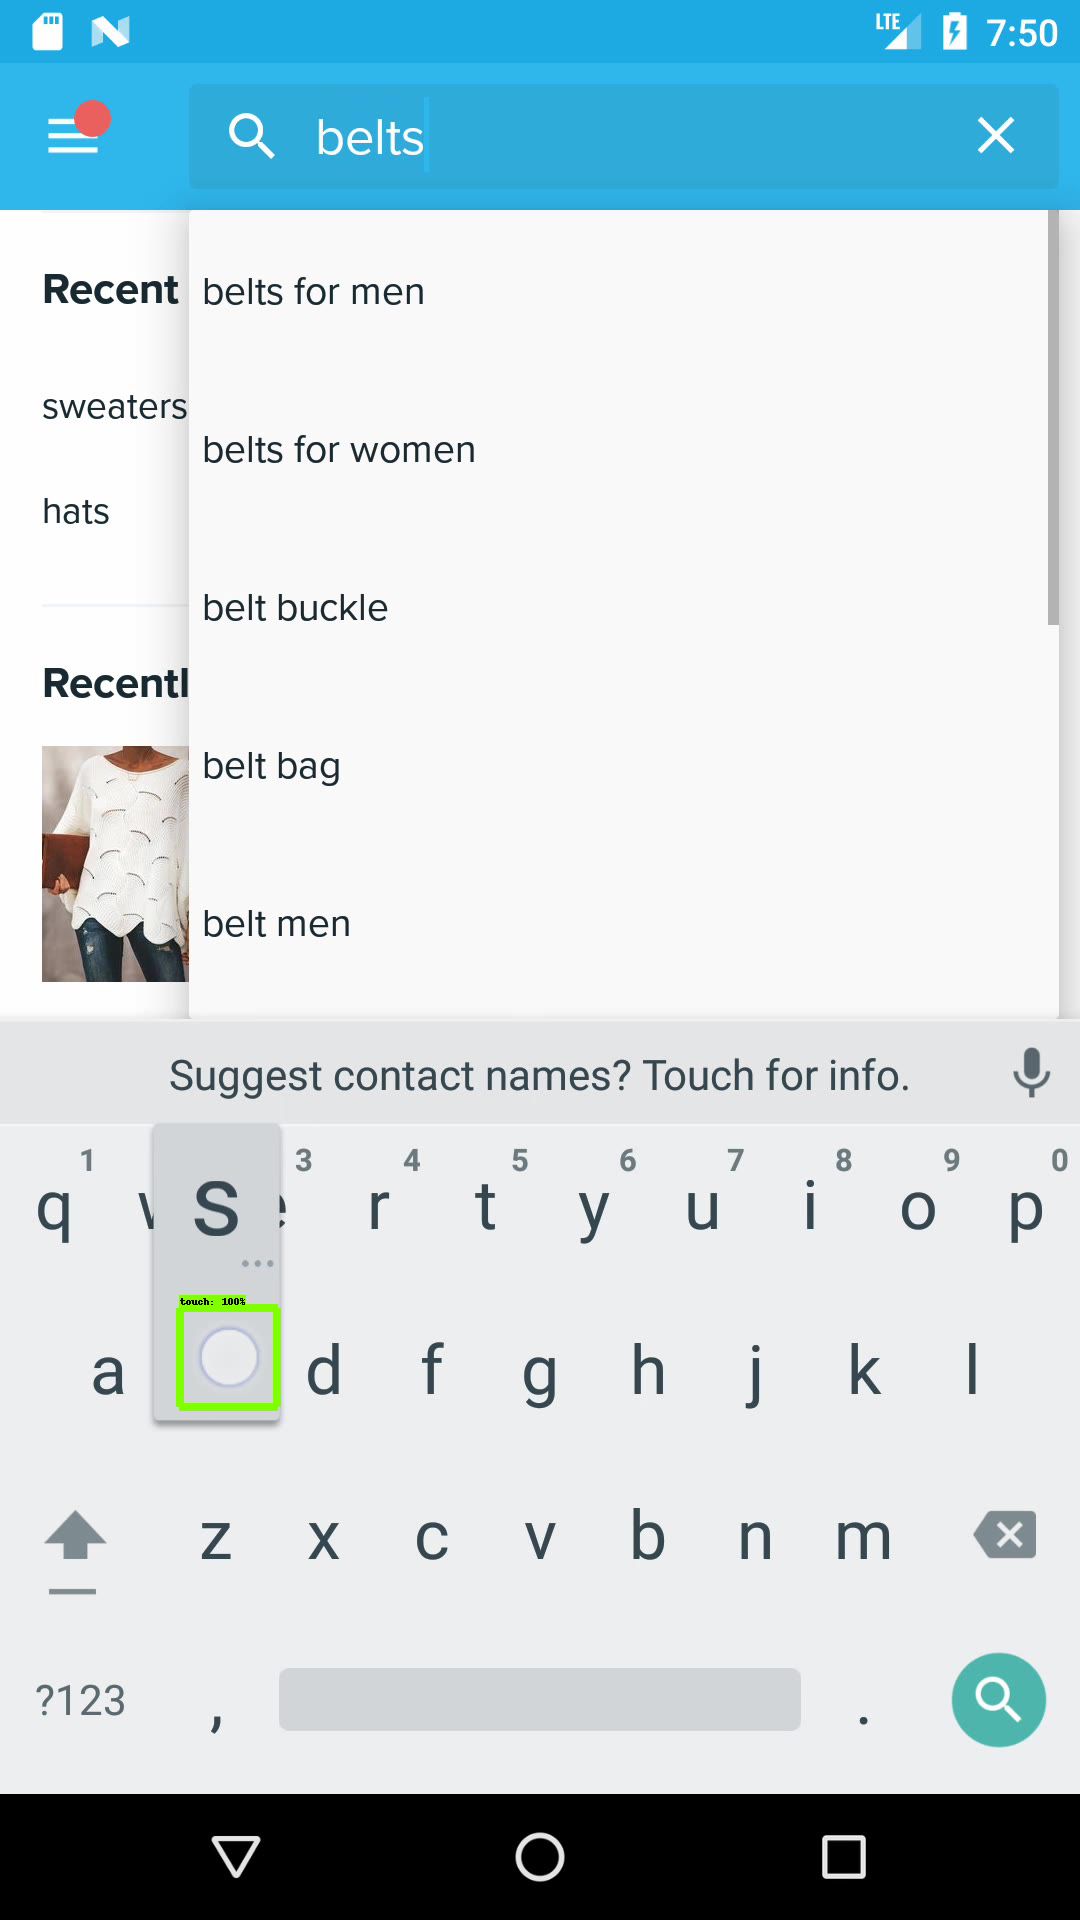 LTE 7:50
belts
belts for men
belts for women
belt buckle
belt bag
belt men
Recent
sweaters
hats
Recentl
Suggest contact names? Touch for info.
1 3 4 5 6 7 8 9 0
q w e r t y u i o p
s
touch: 100%
a d f g h j k l
z x c v b n m
?123 , .